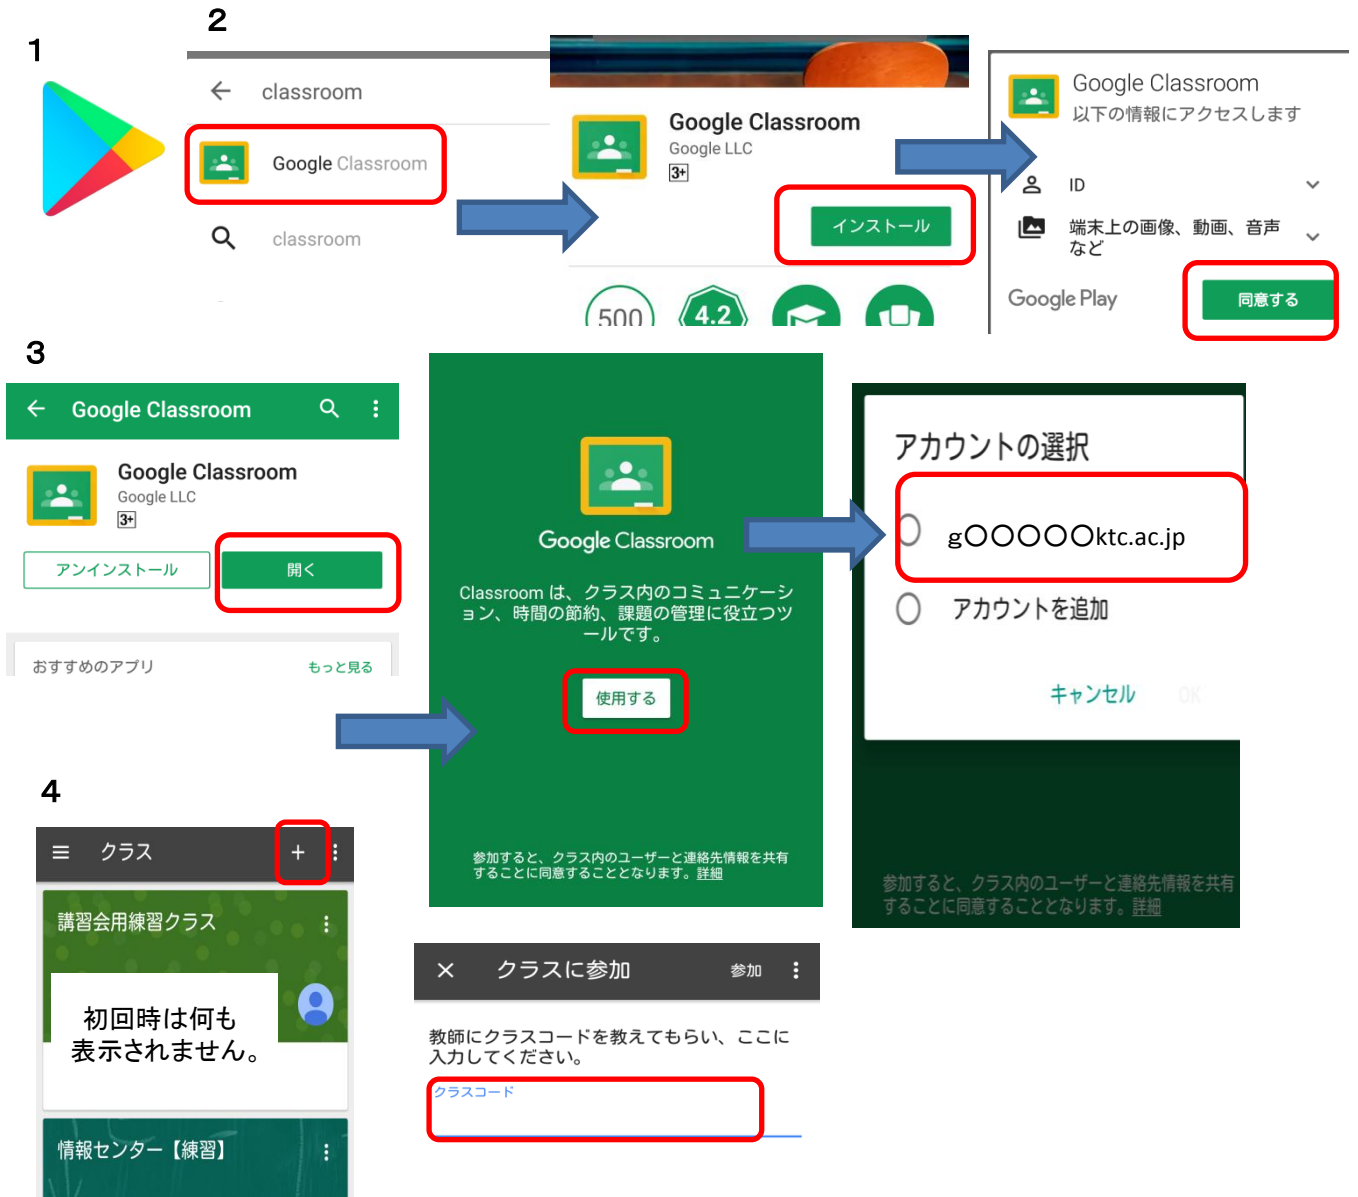 1
2
classroom
Google Classroom
classroom
Google Classroom
Google LLC
3+
インストール
500
4.2
Google Classroom
以下の情報にアクセスします
ID
端末上の画像、動画、音声
など
Google Play
同意する
3
Google Classroom
Google Classroom
Google LLC
3+
アンインストール
開く
おすすめのアプリ
もっと見る
Google Classroom
Classroom は、クラス内のコミュニケーシ
ョン、時間の節約、課題の管理に役立つツ
ールです。
使用する
参加すると、クラス内のユーザーと連絡先情報を共有
することに同意することとなります。詳細
アカウントの選択
g〇〇〇〇〇ktc.ac.jp
アカウントを追加
キャンセル
OK
参加すると、クラス内のユーザーと連絡先情報を共有
することに同意することとなります。詳細
4
クラス
講習会用練習クラス
初回時は何も
表示されません。
情報センター【練習】
クラスに参加
参加
教師にクラスコードを教えてもらい、ここに
入力してください。
クラスコード